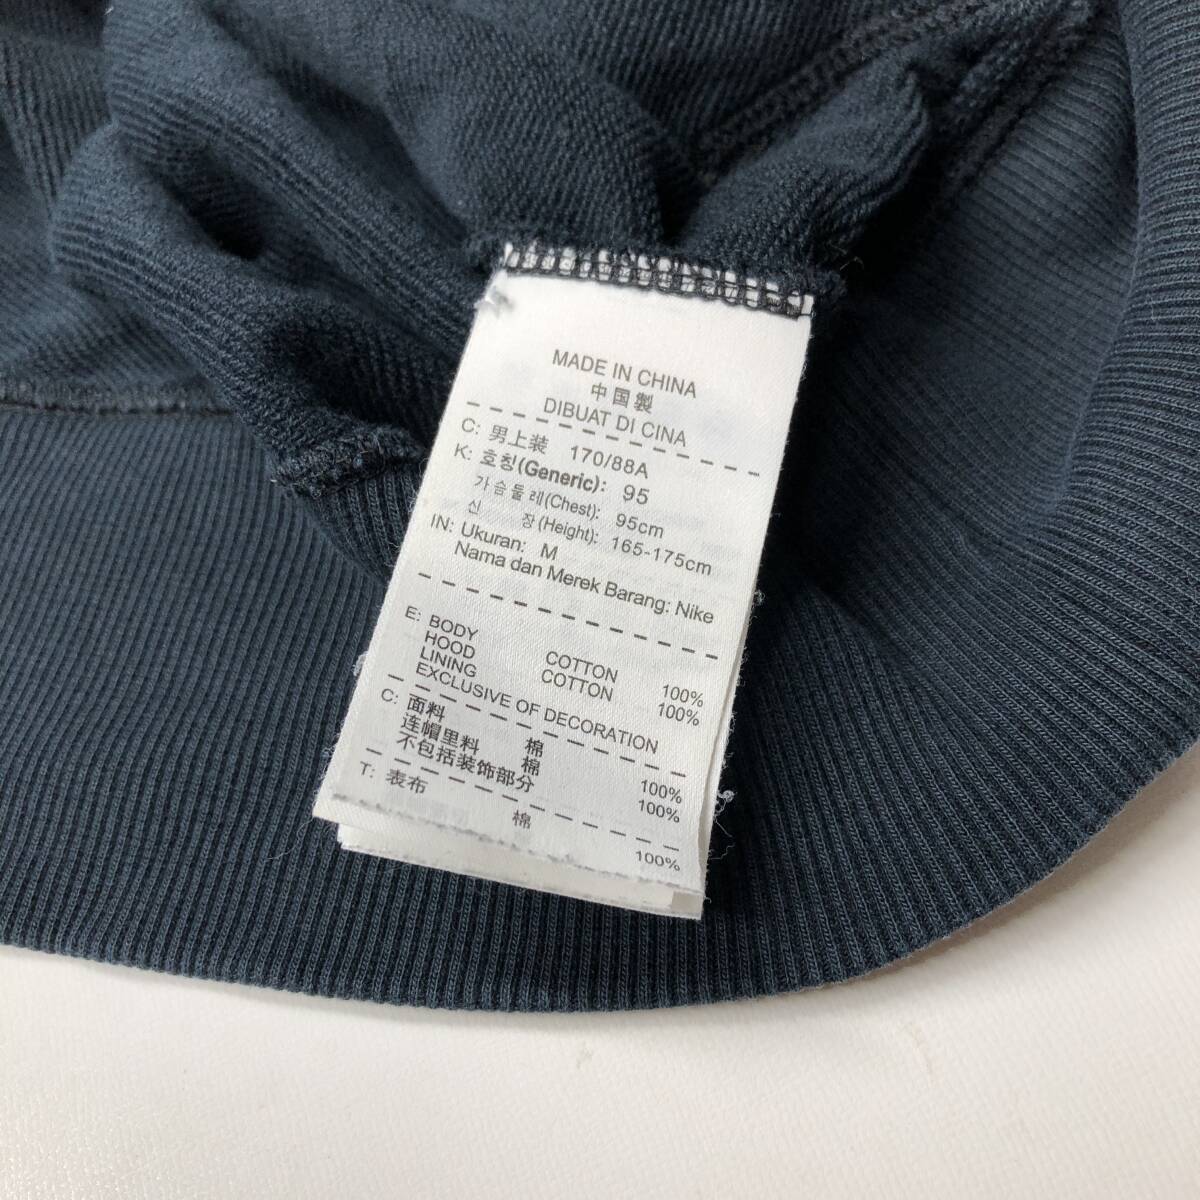 MADE IN CHINA
中国製
DIBUAT DI CINA
C: 男上装 170/88A
K: 호칭(Generic): 95
가슴둘레(Chest): 95cm
신 장(Height): 165-175cm
IN: Ukuran: M
Nama dan Merek Barang: Nike
E: BODY COTTON 100%
HOOD LINING COTTON 100%
EXCLUSIVE OF DECORATION
C: 面料 棉 100%
连帽里料 棉 100%
不包括装饰部分
T: 表布 棉 100%